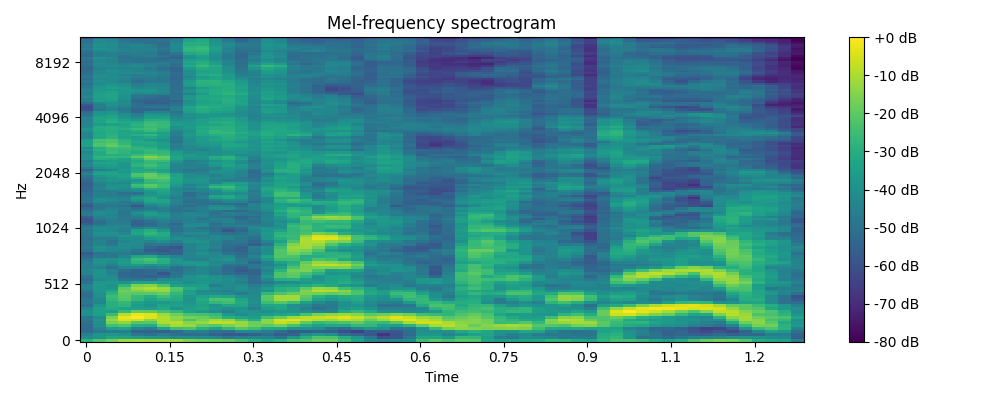 Mel-frequency spectrogram
8192
4096
2048
1024
512
0
Hz
0
0.15
0.3
0.45
0.6
0.75
0.9
1.1
1.2
Time
+0 dB
-10 dB
-20 dB
-30 dB
-40 dB
-50 dB
-60 dB
-70 dB
-80 dB